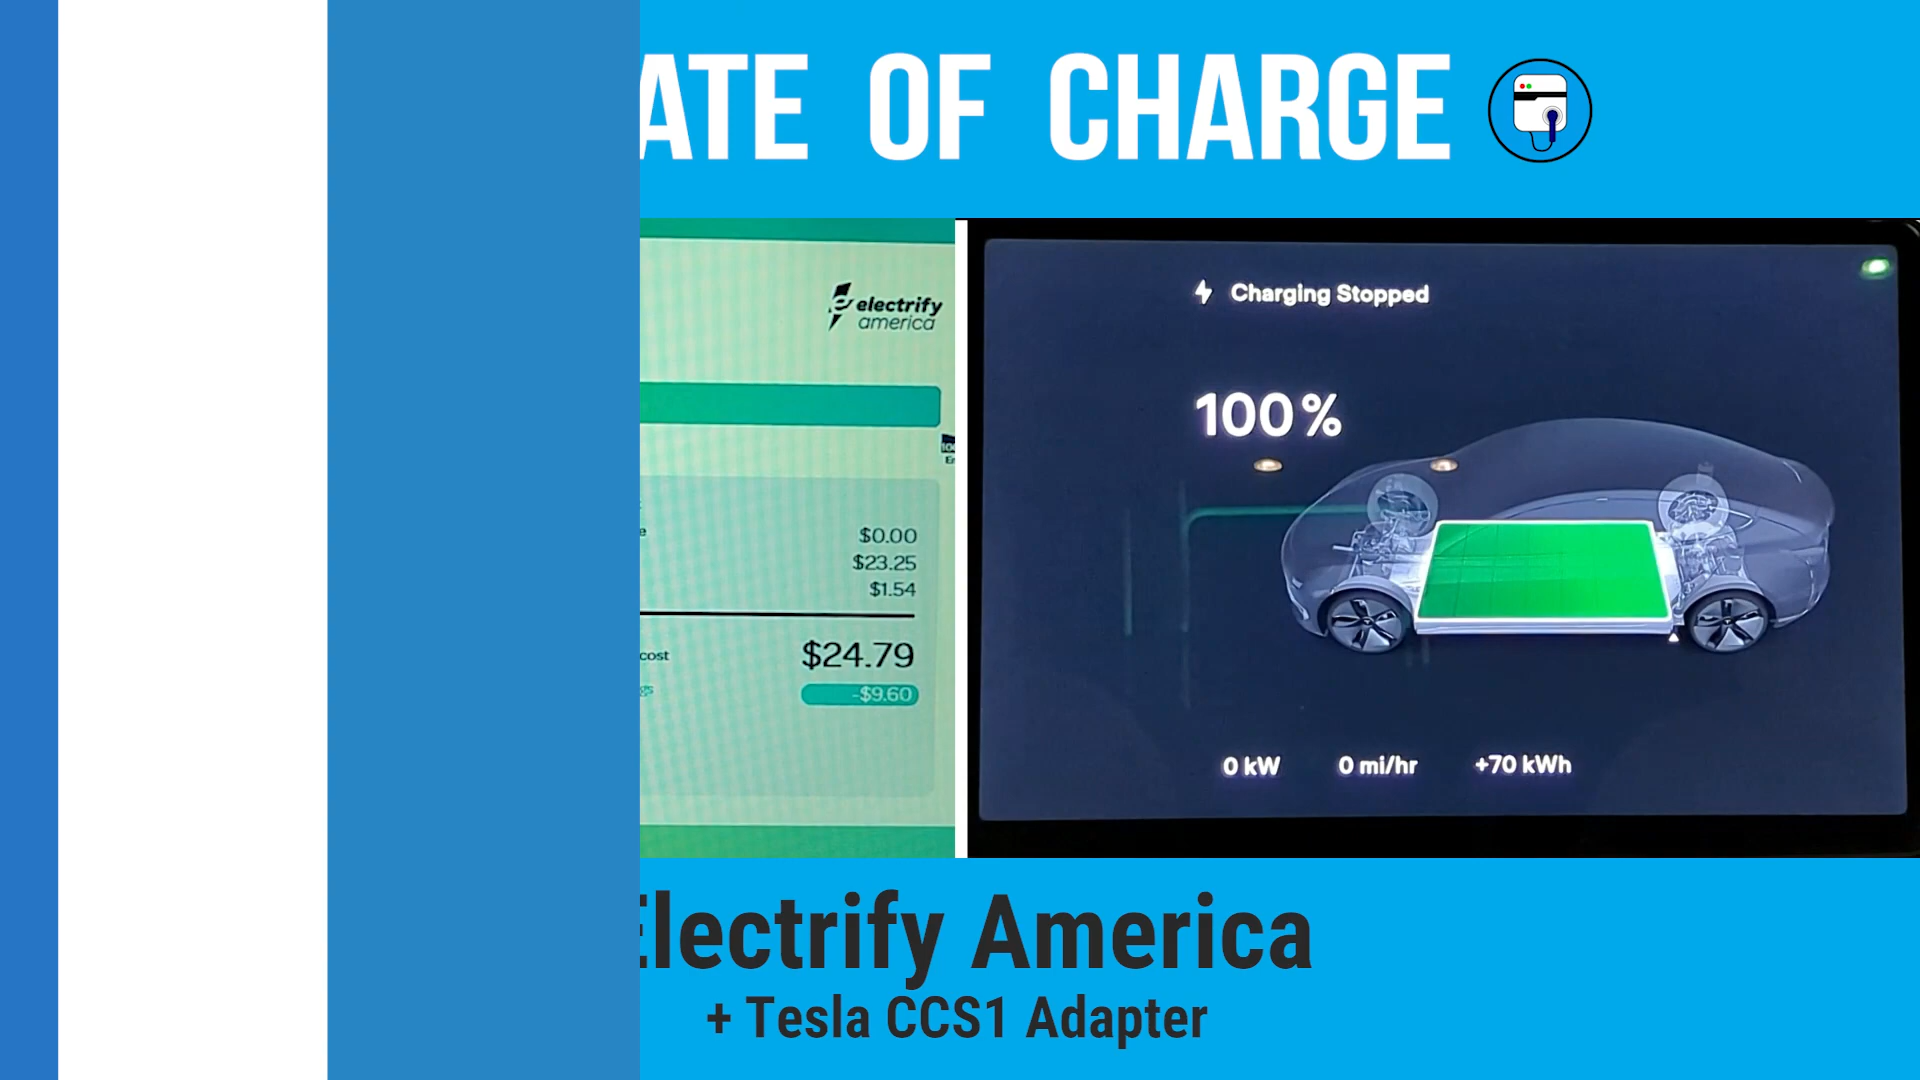 ATE OF CHARGE
electrify
america
$0.00
$23.25
$1.54
cost $24.79
-$9.60
Charging Stopped
100%
0 kW 0 mi/hr +70 kWh
Electrify America
+ Tesla CCS1 Adapter